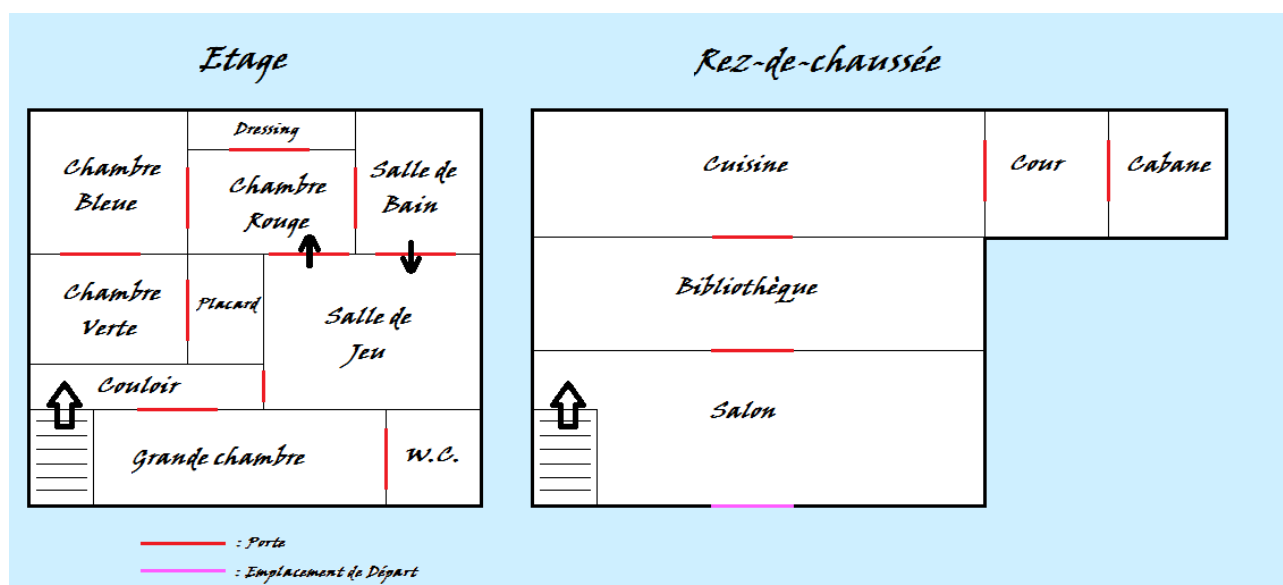 Etage
Rez-de-chaussée
Chambre
Bleue
Dressing
Chambre
Rouge
Salle de
Bain
Chambre
Verte
Placard
Salle de
Jeu
Couloir
Grande chambre
W.C.
Cuisine
Cour
Cabane
Bibliothèque
Salon
: Porte
: Emplacement de Départ